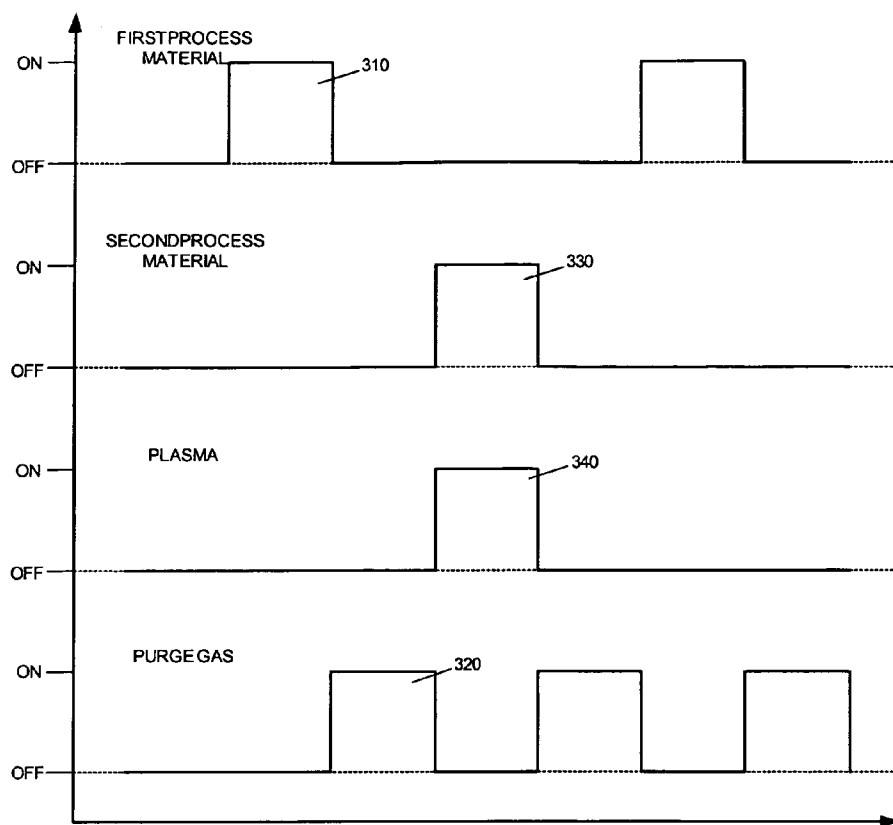 FIRSTPROCESS
MATERIAL
ON
310
OFF
SECONDPROCESS
MATERIAL
ON
330
OFF
PLASMA
ON
340
OFF
PURGEGAS
ON
320
OFF